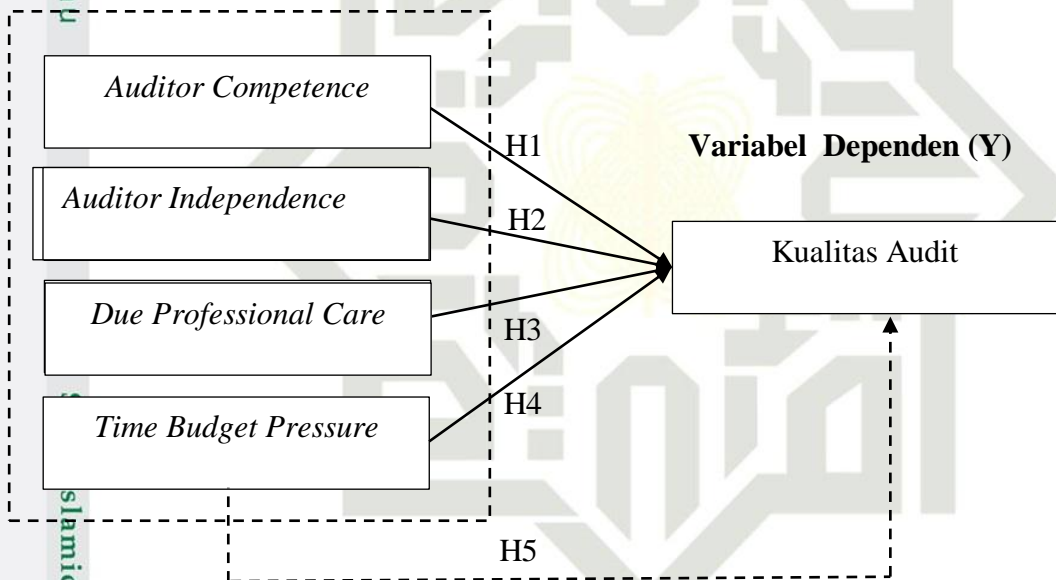 Auditor Competence
H1
Variabel Dependen (Y)
Auditor Independence
H2
Kualitas Audit
Due Professional Care
H3
H4
Time Budget Pressure
H5
slamic